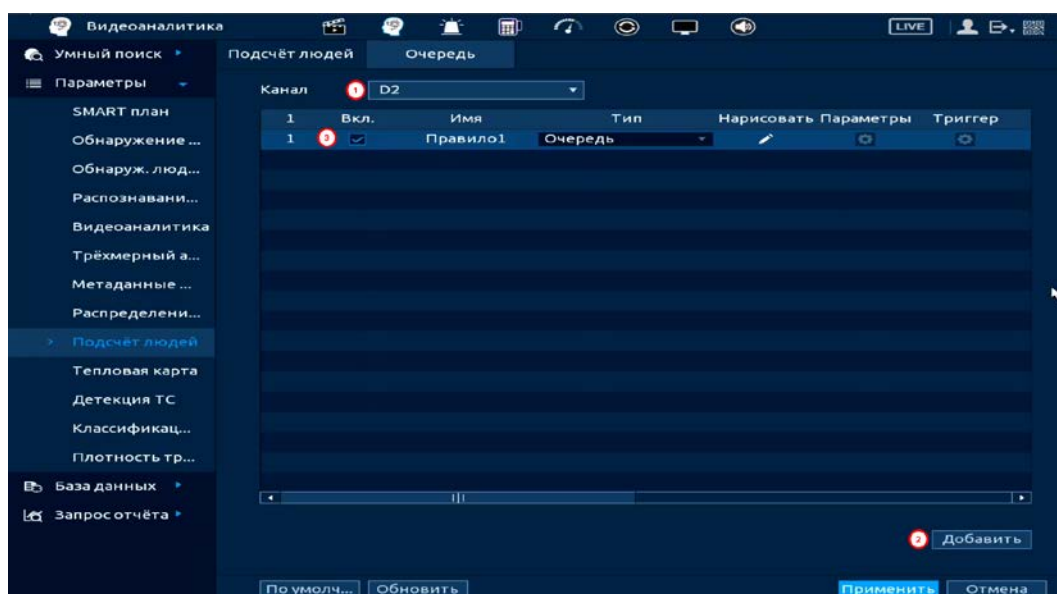 Видеоаналитика
LIVE
Умный поиск
Подсчёт людей
Очередь
Параметры
Канал
1
D2
SMART план
1 Вкл. Имя Тип Нарисовать Параметры Триггер
Обнаружение ...
1 3 Правило1 Очередь
Обнаруж. люд...
Распознавани...
Видеоаналитика
Трёхмерный а...
Метаданные ...
Распределени...
Подсчёт людей
Тепловая карта
Детекция ТС
Классификац...
Плотность тр...
База данных
Запрос отчёта
2
Добавить
По умолч...
Обновить
Применить
Отмена